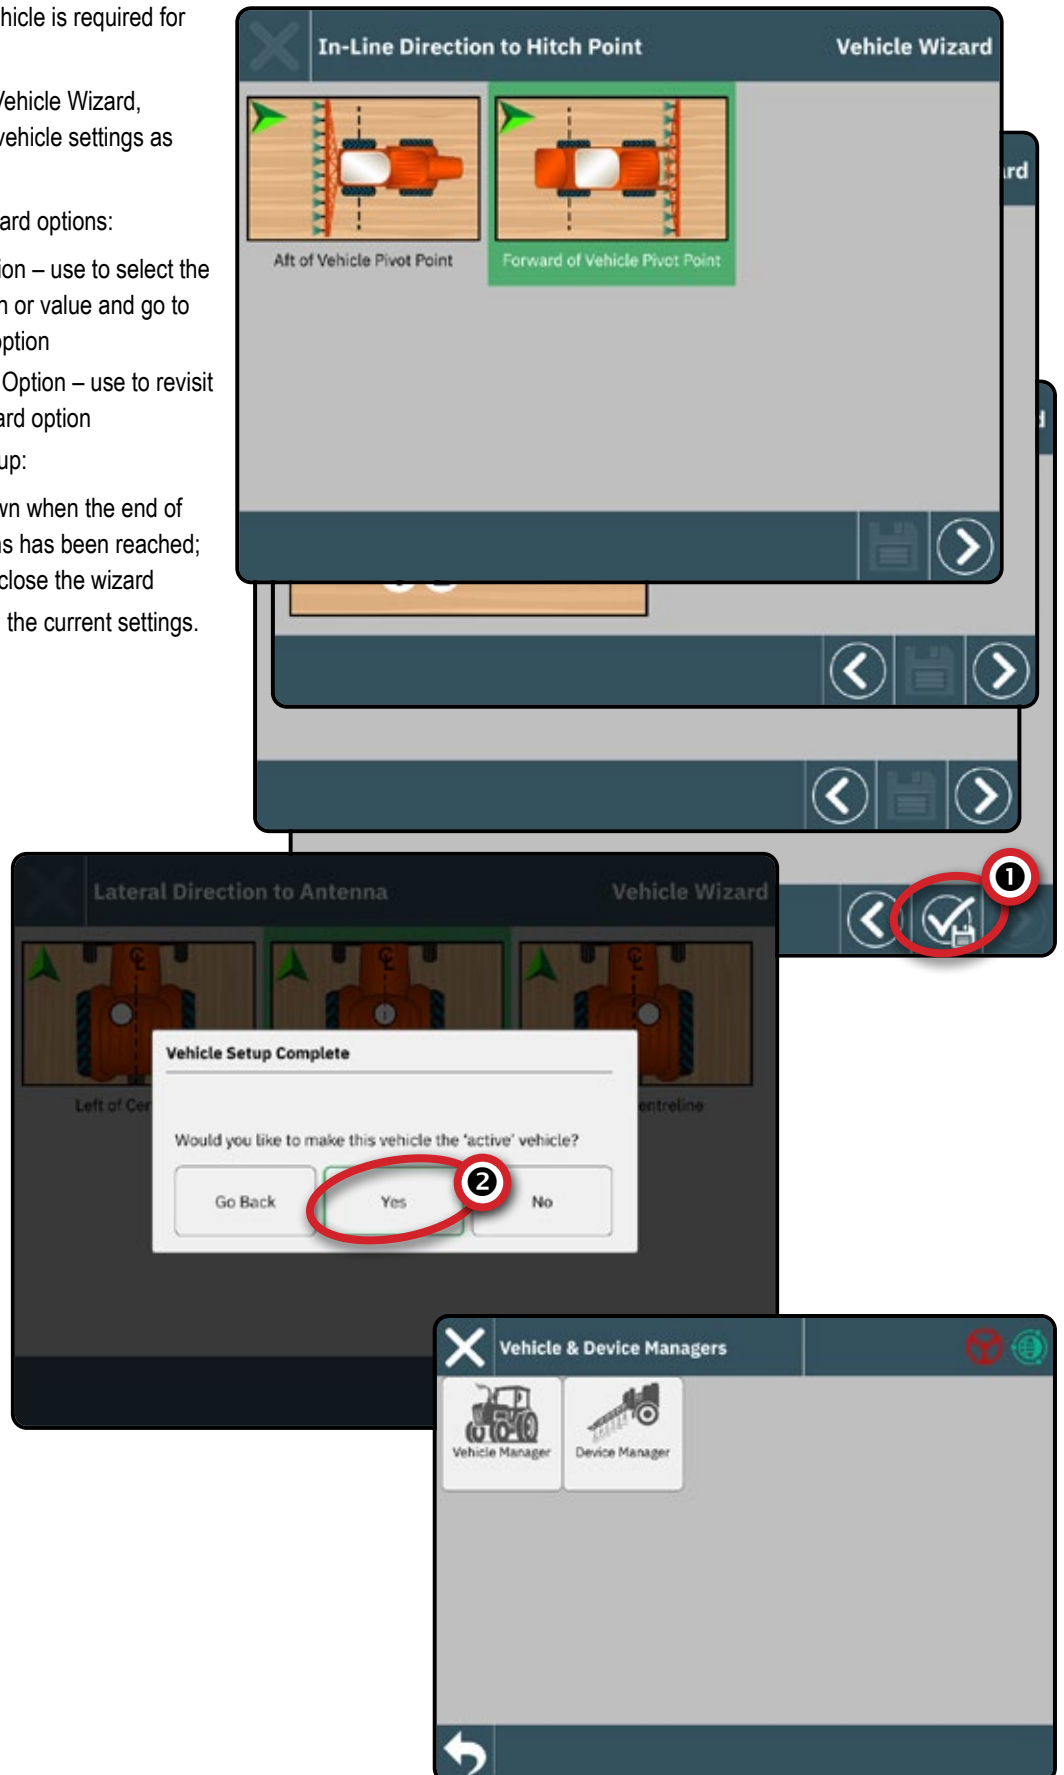 hicle is required for
Vehicle Wizard,
vehicle settings as
ard options:
ion – use to select the
n or value and go to
option
Option – use to revisit
ard option
up:
wn when the end of
ns has been reached;
close the wizard
the current settings.
In-Line Direction to Hitch Point
Vehicle Wizard
Aft of Vehicle Pivot Point
Forward of Vehicle Pivot Point
rd
1
Lateral Direction to Antenna
Vehicle Wizard
Left of Cer
entreline
Vehicle Setup Complete
Would you like to make this vehicle the 'active' vehicle?
Go Back
Yes
2
No
Vehicle & Device Managers
Vehicle Manager
Device Manager